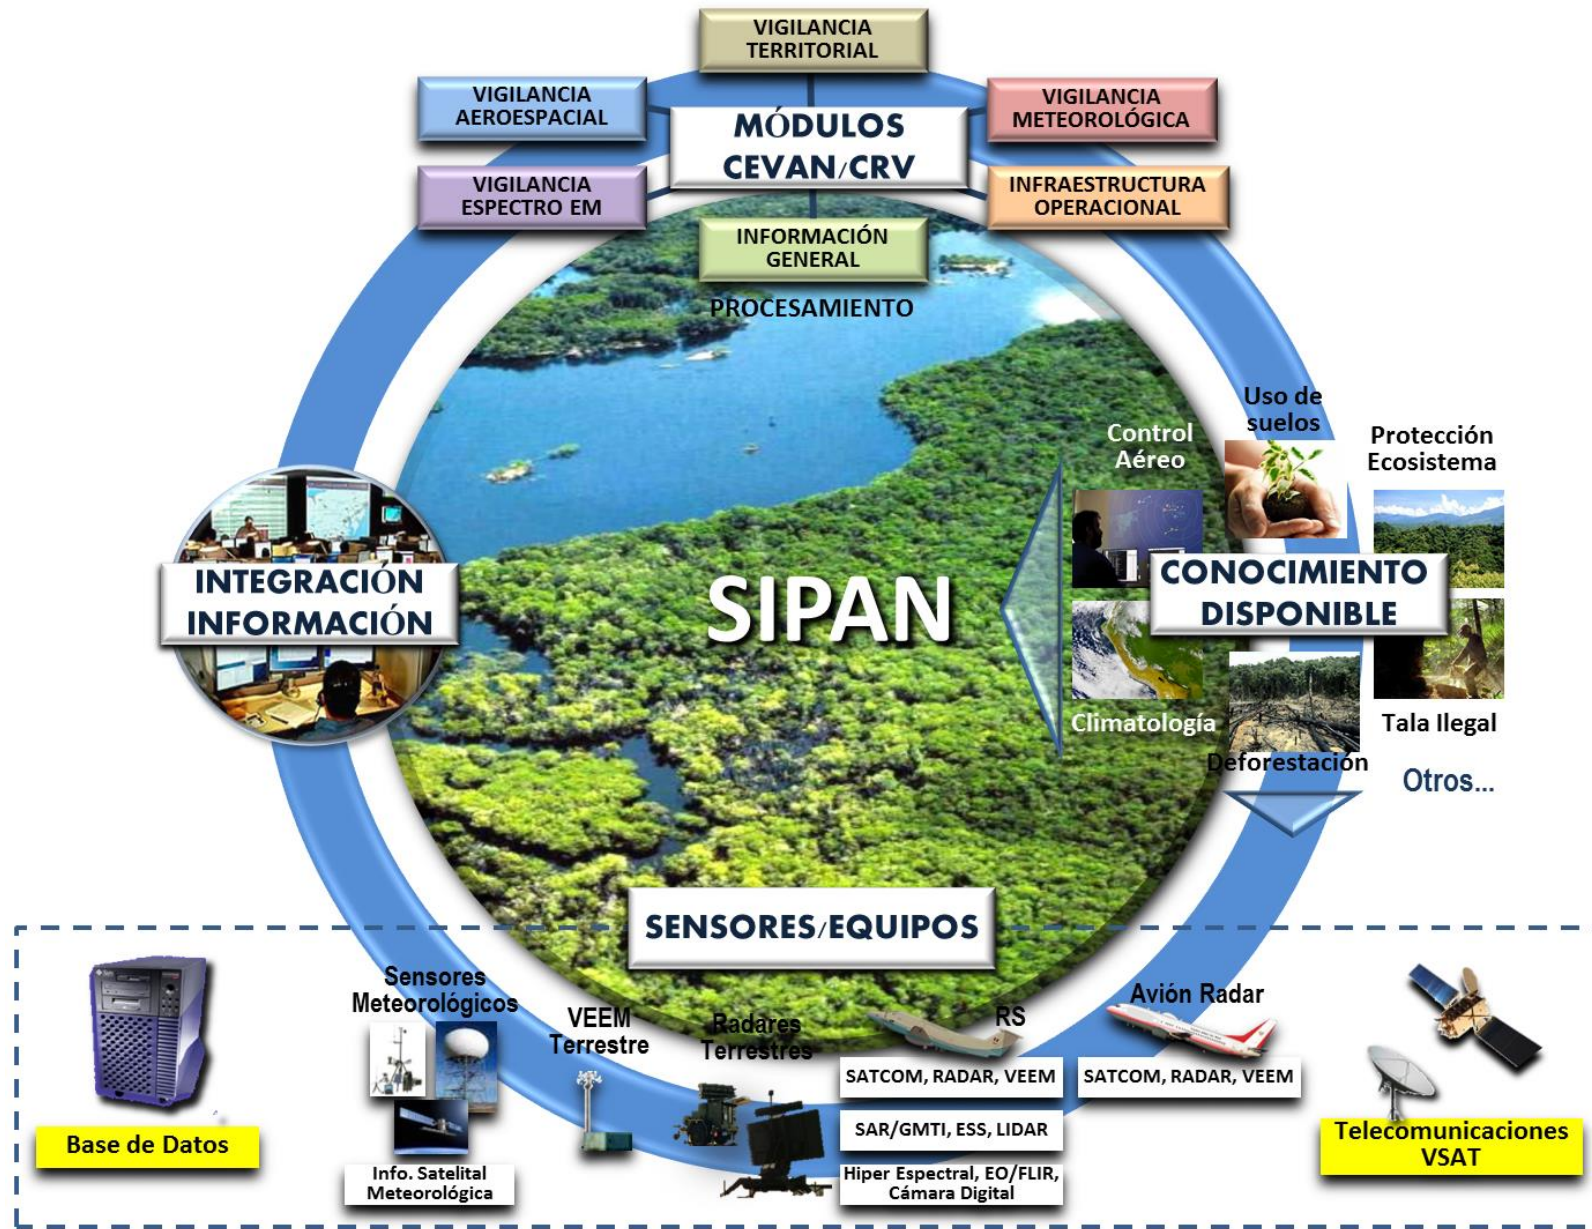 VIGILANCIA
TERRITORIAL
VIGILANCIA
AEROESPACIAL
VIGILANCIA
METEOROLÓGICA
MÓDULOS
CEVAN/CRV
VIGILANCIA
ESPECTRO EM
INFRAESTRUCTURA
OPERACIONAL
INFORMACIÓN
GENERAL
PROCESAMIENTO
Uso de
suelos
Control
Aéreo
Protección
Ecosistema
INTEGRACIÓN
INFORMACIÓN
SIPAN
CONOCIMIENTO
DISPONIBLE
Climatología
Tala Ilegal
Deforestación
Otros...
SENSORES/EQUIPOS
Sensores
Meteorológicos
VEEM
Terrestre
Radares
Terrestres
RS
Avión Radar
SATCOM, RADAR, VEEM
SATCOM, RADAR, VEEM
SAR/GMTI, ESS, LIDAR
Hiper Espectral, EO/FLIR,
Cámara Digital
Base de Datos
Info. Satelital
Meteorológica
Telecomunicaciones
VSAT